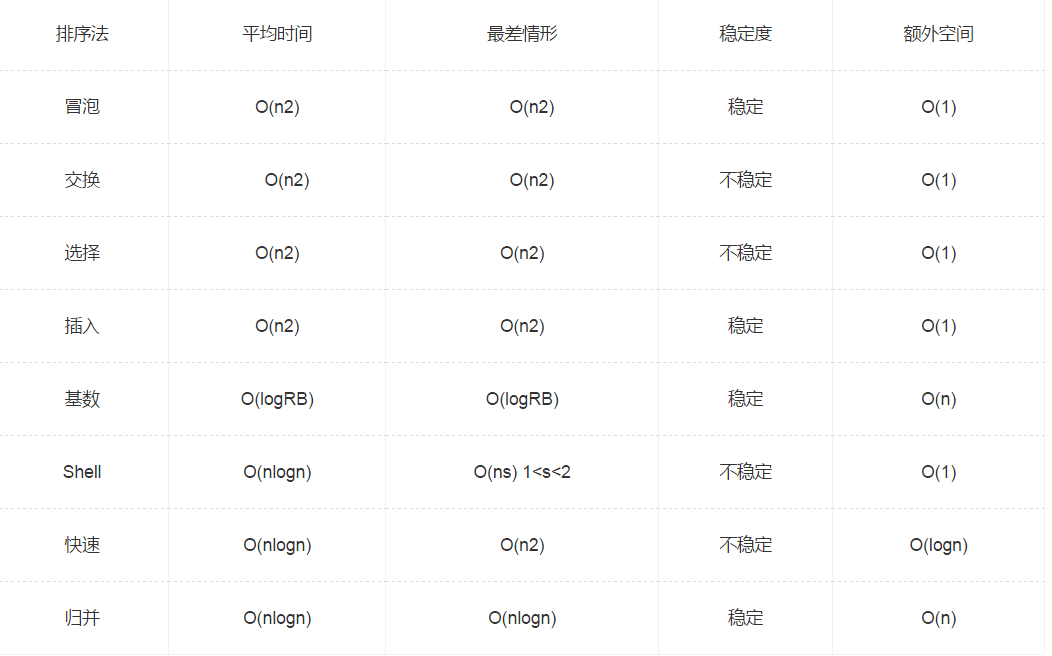 排序法 平均时间 最差情形 稳定度 额外空间
冒泡 O(n2) O(n2) 稳定 O(1)
交换 O(n2) O(n2) 不稳定 O(1)
选择 O(n2) O(n2) 不稳定 O(1)
插入 O(n2) O(n2) 稳定 O(1)
基数 O(logRB) O(logRB) 稳定 O(n)
Shell O(nlogn) O(ns) 1<s<2 不稳定 O(1)
快速 O(nlogn) O(n2) 不稳定 O(logn)
归并 O(nlogn) O(nlogn) 稳定 O(n)